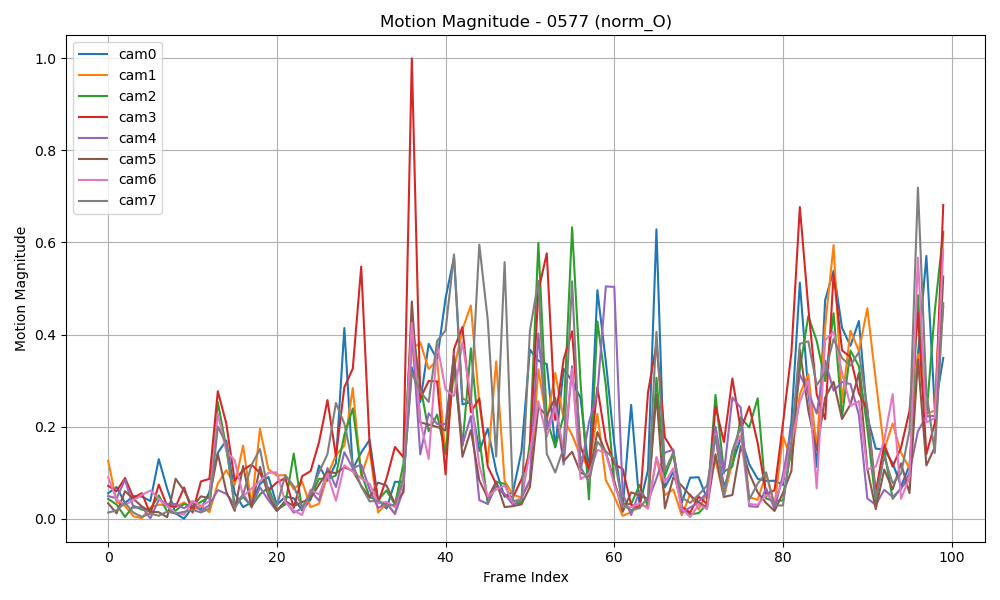 Motion Magnitude - 0577 (norm_O)
cam0
cam1
cam2
cam3
cam4
cam5
cam6
cam7
1.0
0.8
0.6
0.4
0.2
0.0
Motion Magnitude
0 20 40 60 80 100
Frame Index